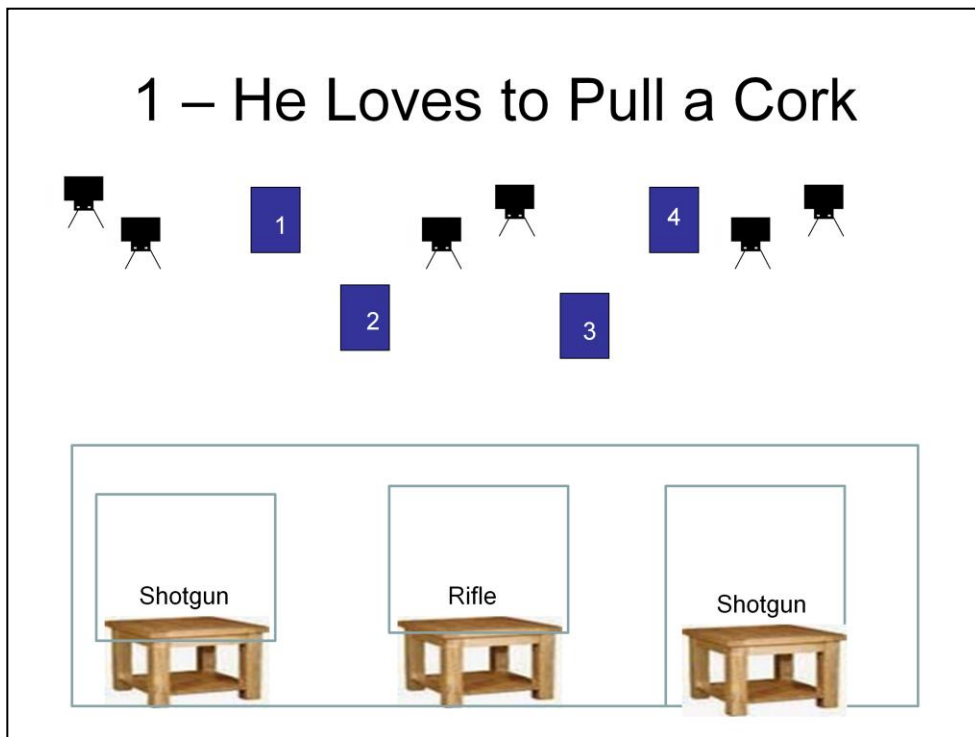 1 – He Loves to Pull a Cork
1
4
2
3
Shotgun
Rifle
Shotgun